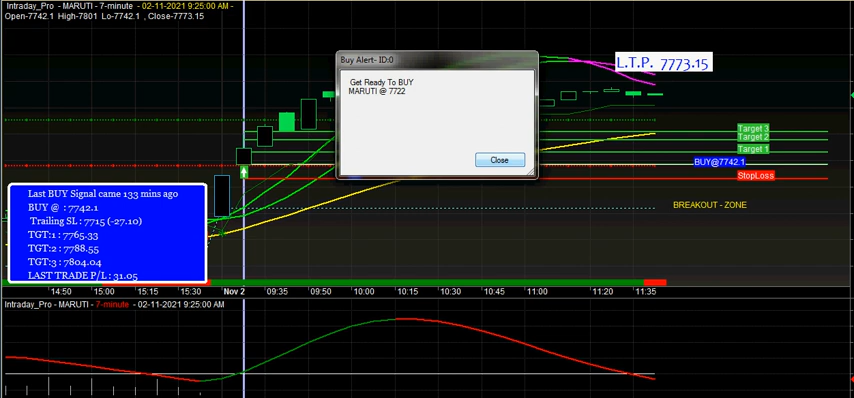 Intraday_Pro - MARUTI - 7-minute - 02-11-2021 9:25:00 AM -
Open-7742.1 High-7801 Lo-7742.1 , Close-7773.15
Buy Alert- ID:0
Get Ready To BUY
MARUTI @ 7722
Close
L.T.P. 7773.15
Target 3
Target 2
Target 1
BUY@7742.1
StopLoss
BREAKOUT - ZONE
Last BUY Signal came 133 mins ago
BUY @ : 7742.1
Trailing SL : 7715 (-27.10)
TGT:1 : 7765.33
TGT:2 : 7788.55
TGT:3 : 7804.04
LAST TRADE P/L : 31.05
14:50 15:00 15:15 15:30 Nov 2 09:35 09:50 10:00 10:15 10:30 10:45 11:00 11:20 11:35
Intraday_Pro - MARUTI - 7-minute - 02-11-2021 9:25:00 AM